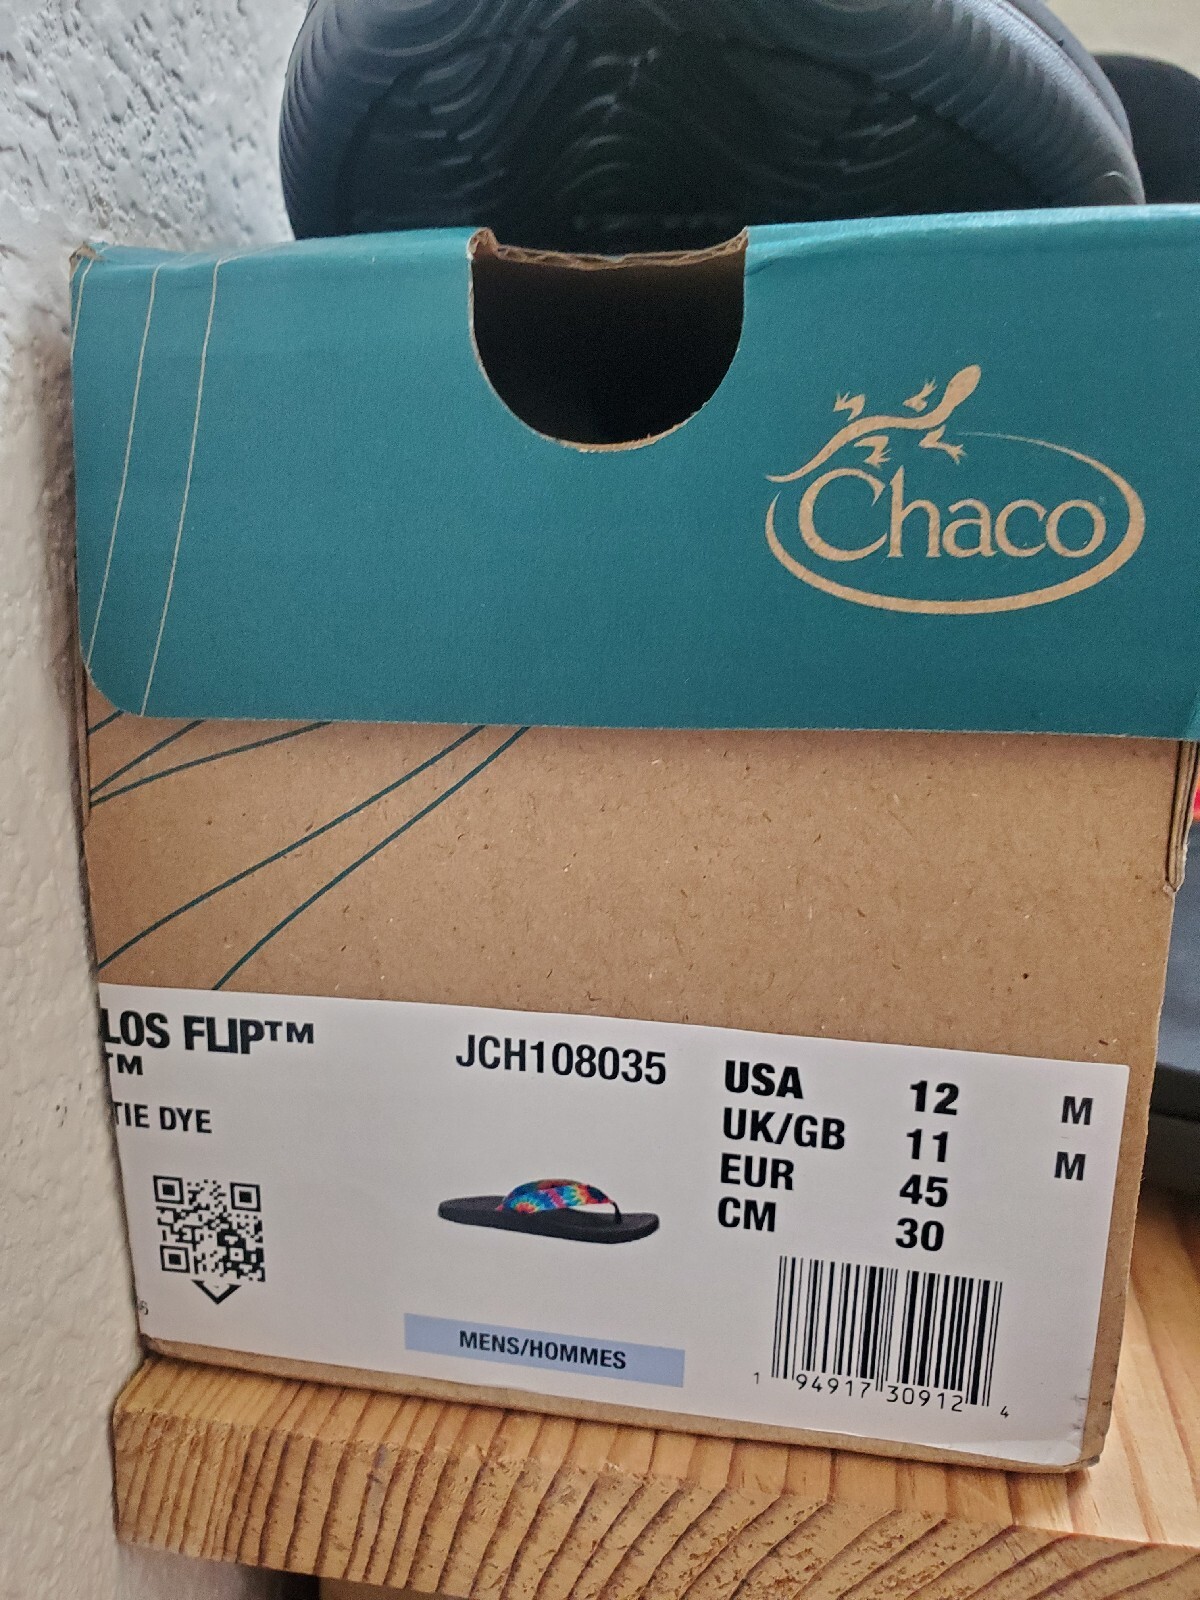 Chaco
LOS FLIP™
™
TIE DYE
JCH108035
USA 12 M
UK/GB 11 M
EUR 45
CM 30
MENS/HOMMES
1 94917 30912 4